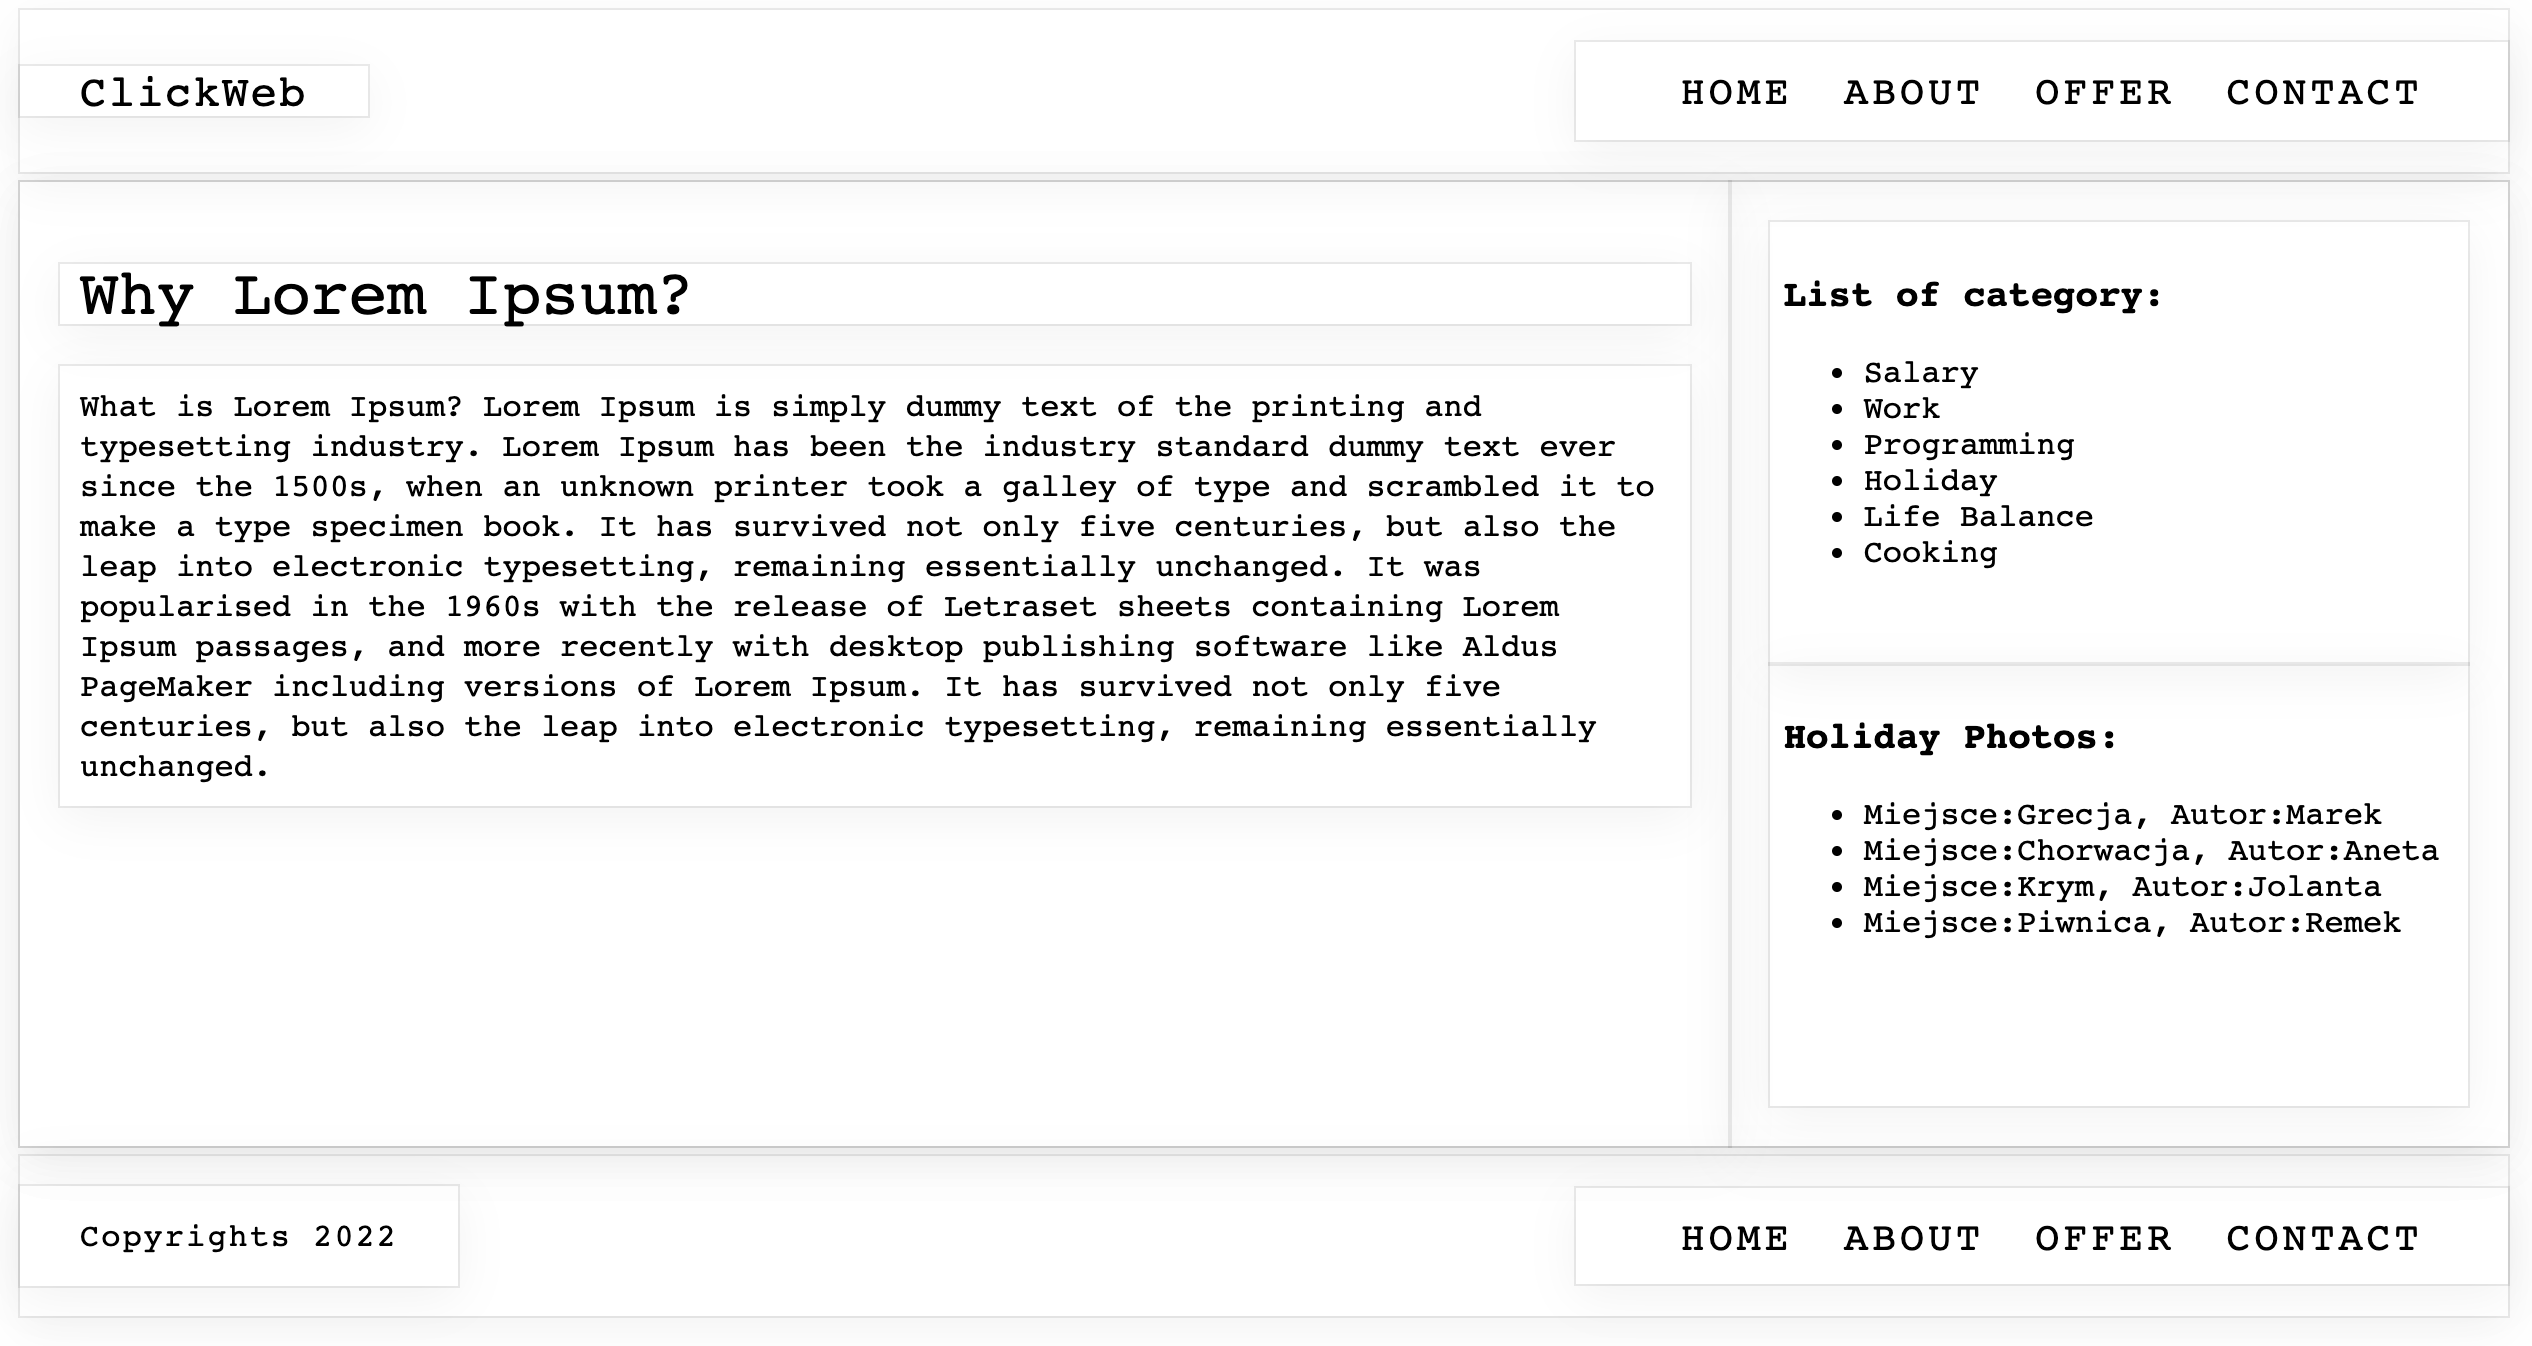 ClickWeb
HOME ABOUT OFFER CONTACT
Why Lorem Ipsum?
What is Lorem Ipsum? Lorem Ipsum is simply dummy text of the printing and
typesetting industry. Lorem Ipsum has been the industry standard dummy text ever
since the 1500s, when an unknown printer took a galley of type and scrambled it to
make a type specimen book. It has survived not only five centuries, but also the
leap into electronic typesetting, remaining essentially unchanged. It was
popularised in the 1960s with the release of Letraset sheets containing Lorem
Ipsum passages, and more recently with desktop publishing software like Aldus
PageMaker including versions of Lorem Ipsum. It has survived not only five
centuries, but also the leap into electronic typesetting, remaining essentially
unchanged.
List of category:
• Salary
• Work
• Programming
• Holiday
• Life Balance
• Cooking
Holiday Photos:
• Miejsce:Grecja, Autor:Marek
• Miejsce:Chorwacja, Autor:Aneta
• Miejsce:Krym, Autor:Jolanta
• Miejsce:Piwnica, Autor:Remek
Copyrights 2022
HOME ABOUT OFFER CONTACT